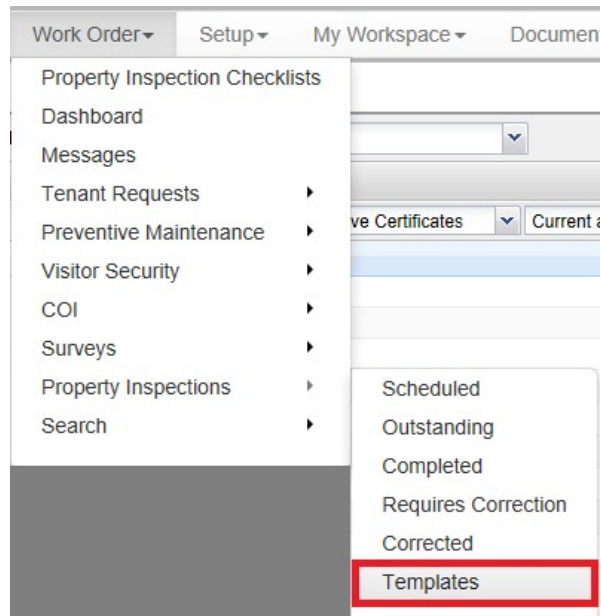 Work Order Setup My Workspace Documen
Property Inspection Checklists
Dashboard
Messages
Tenant Requests
ve Certificates Current a
Preventive Maintenance
Visitor Security
COI
Surveys
Property Inspections
Scheduled
Search
Outstanding
Completed
Requires Correction
Corrected
Templates